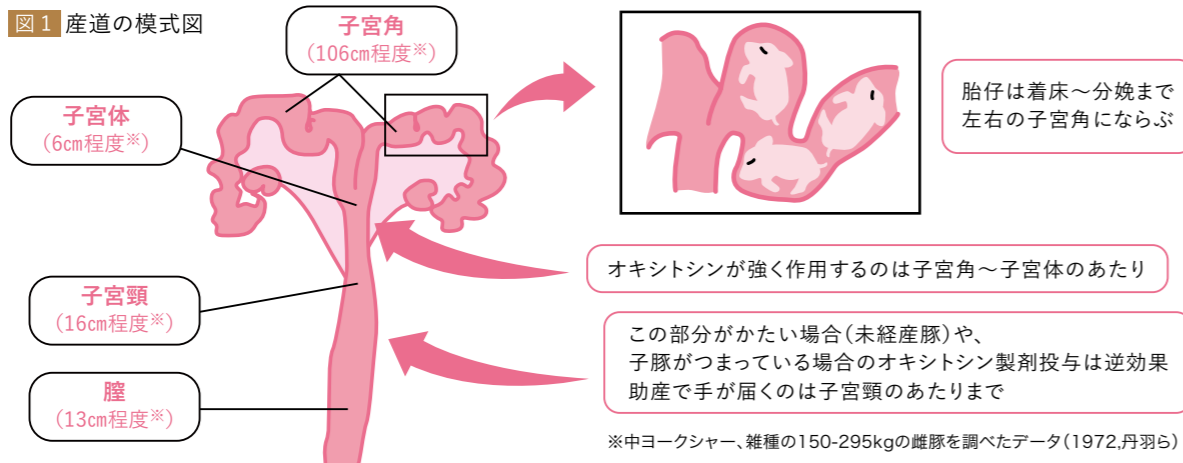 図1 産道の模式図
子宮角
(106㎝程度※)
子宮体
(6㎝程度※)
胎仔は着床～分娩まで
左右の子宮角にならぶ
オキシトシンが強く作用するのは子宮角～子宮体のあたり
子宮頸
(16㎝程度※)
この部分がかたい場合(未経産豚)や、
子豚がつまっている場合のオキシトシン製剤投与は逆効果
助産で手が届くのは子宮頸のあたりまで
膣
(13㎝程度※)
※中ヨークシャー、雑種の150-295kgの雌豚を調べたデータ(1972,丹羽ら)